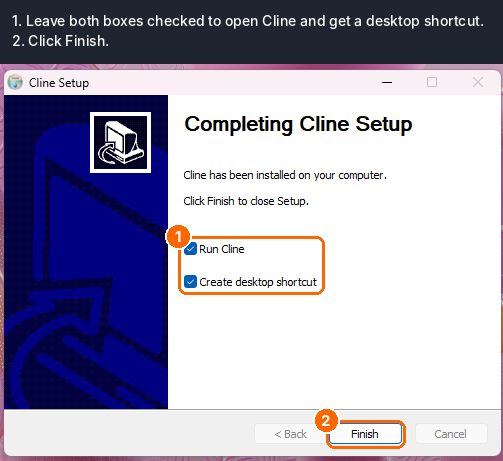 1. Leave both boxes checked to open Cline and get a desktop shortcut.
2. Click Finish.
Cline Setup
Completing Cline Setup
Cline has been installed on your computer.
Click Finish to close Setup.
1
Run Cline
Create desktop shortcut
2
< Back
Finish
Cancel